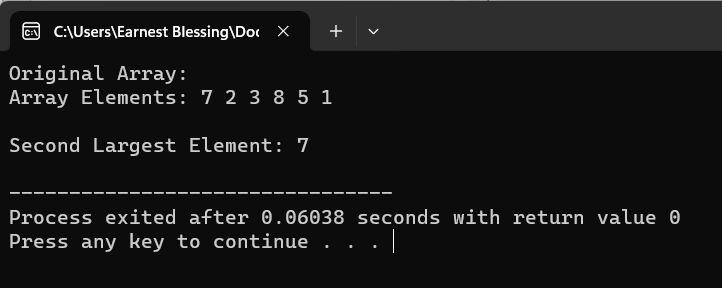 C:\Users\Earnest Blessing\Doc
Original Array:
Array Elements: 7 2 3 8 5 1
Second Largest Element: 7
--------------------------------
Process exited after 0.06038 seconds with return value 0
Press any key to continue . . .